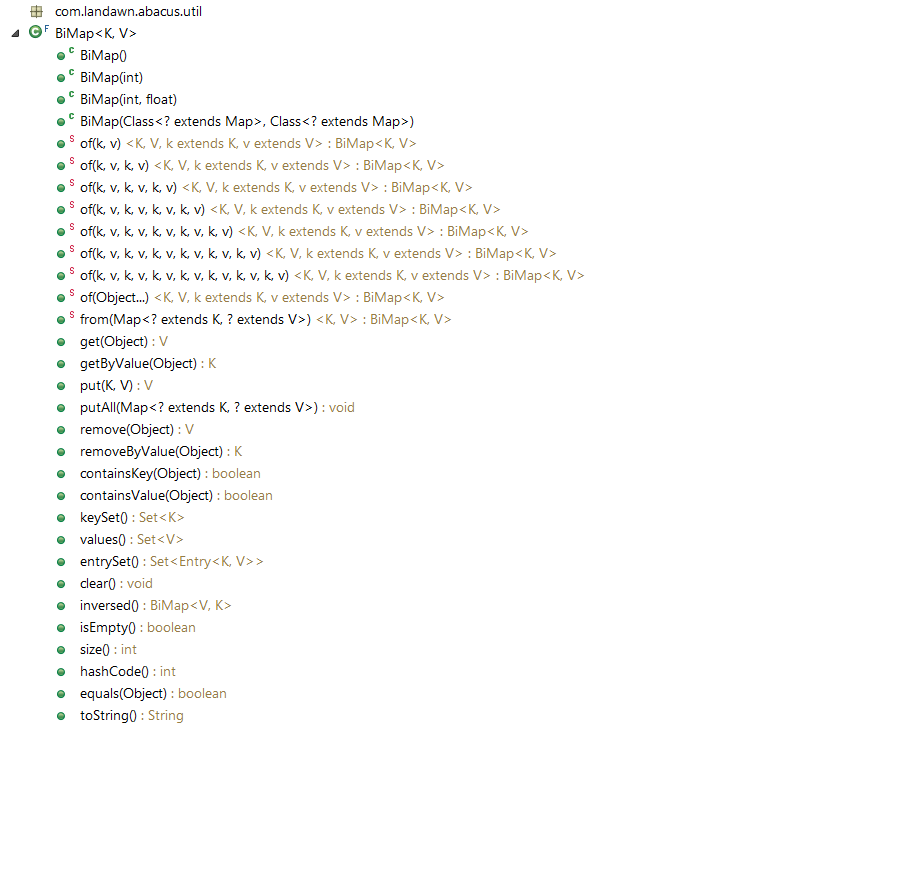 com.landawn.abacus.util
F BiMap<K, V>
C BiMap()
C BiMap(int)
C BiMap(int, float)
C BiMap(Class<? extends Map>, Class<? extends Map>)
S of(k, v) <K, V, k extends K, v extends V> : BiMap<K, V>
S of(k, v, k, v) <K, V, k extends K, v extends V> : BiMap<K, V>
S of(k, v, k, v, k, v) <K, V, k extends K, v extends V> : BiMap<K, V>
S of(k, v, k, v, k, v, k, v) <K, V, k extends K, v extends V> : BiMap<K, V>
S of(k, v, k, v, k, v, k, v, k, v) <K, V, k extends K, v extends V> : BiMap<K, V>
S of(k, v, k, v, k, v, k, v, k, v, k, v) <K, V, k extends K, v extends V> : BiMap<K, V>
S of(k, v, k, v, k, v, k, v, k, v, k, v, k, v) <K, V, k extends K, v extends V> : BiMap<K, V>
S of(Object...) <K, V, k extends K, v extends V> : BiMap<K, V>
S from(Map<? extends K, ? extends V>) <K, V> : BiMap<K, V>
get(Object) : V
getByValue(Object) : K
put(K, V) : V
putAll(Map<? extends K, ? extends V>) : void
remove(Object) : V
removeByValue(Object) : K
containsKey(Object) : boolean
containsValue(Object) : boolean
keySet() : Set<K>
values() : Set<V>
entrySet() : Set<Entry<K, V>>
clear() : void
inversed() : BiMap<V, K>
isEmpty() : boolean
size() : int
hashCode() : int
equals(Object) : boolean
toString() : String